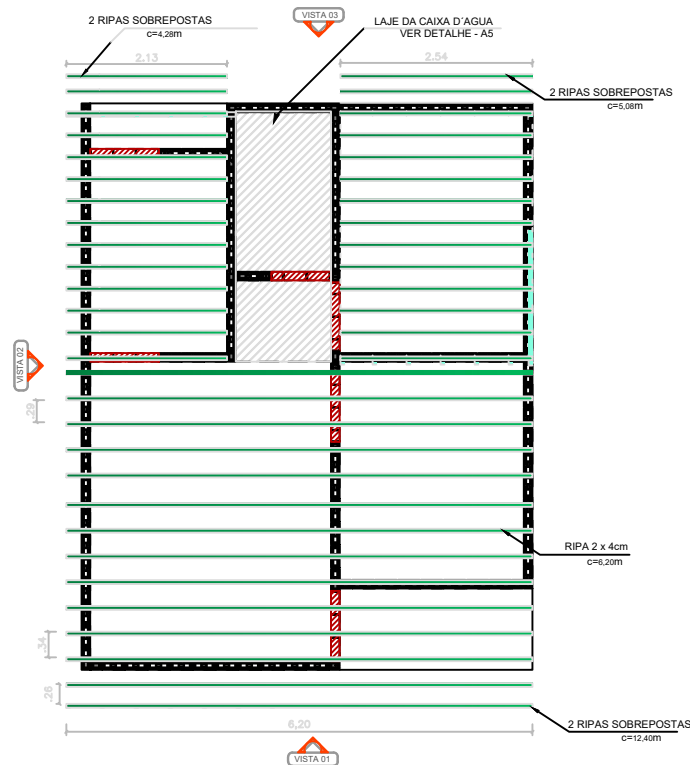 VISTA 03
2 RIPAS SOBREPOSTAS
c=4,28m
LAJE DA CAIXA D´AGUA
VER DETALHE - A5
2.13
2.54
2 RIPAS SOBREPOSTAS
c=5,08m
VISTA 02
.29
RIPA 2 x 4cm
c=6,20m
.34
.26
6,20
2 RIPAS SOBREPOSTAS
c=12,40m
VISTA 01